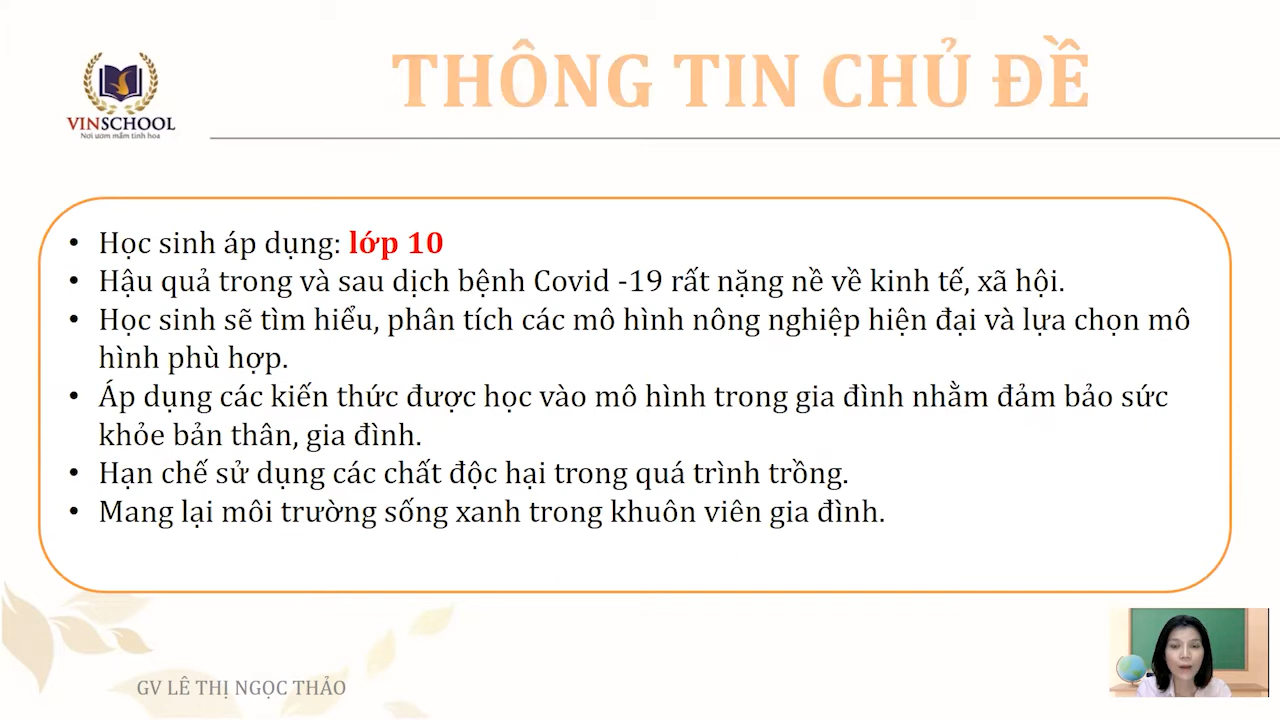 THÔNG TIN CHỦ ĐỀ
VINSCHOOL
Nơi ươm mầm tinh hoa
• Học sinh áp dụng: lớp 10
• Hậu quả trong và sau dịch bệnh Covid -19 rất nặng nề về kinh tế, xã hội.
• Học sinh sẽ tìm hiểu, phân tích các mô hình nông nghiệp hiện đại và lựa chọn mô
hình phù hợp.
• Áp dụng các kiến thức được học vào mô hình trong gia đình nhằm đảm bảo sức
khỏe bản thân, gia đình.
• Hạn chế sử dụng các chất độc hại trong quá trình trồng.
• Mang lại môi trường sống xanh trong khuôn viên gia đình.
GV LÊ THỊ NGỌC THẢO